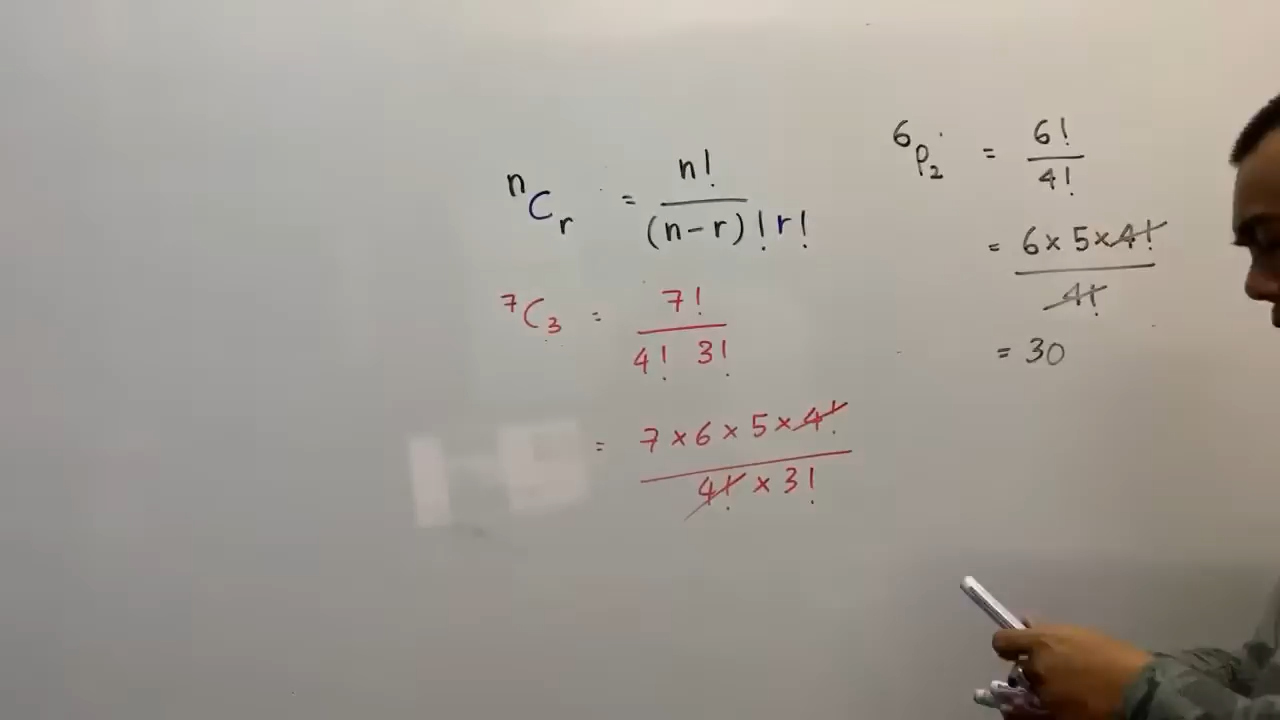 ⁿCᵣ = n! / (n-r)! r!
⁷C₃ = 7! / 4! 3!
= 7 × 6 × 5 × 4! / 4! × 3!
⁶P₂ = 6! / 4!
= 6 × 5 × 4! / 4!
= 30